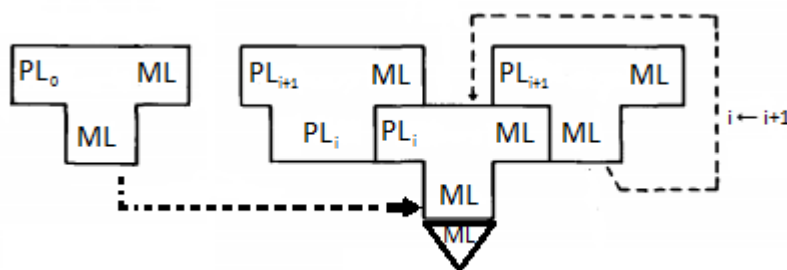 PL₀ ML
ML
PLᵢ₊₁ ML
PLᵢ
PLᵢ ML
ML
ML
PLᵢ₊₁ ML
ML
i ← i+1